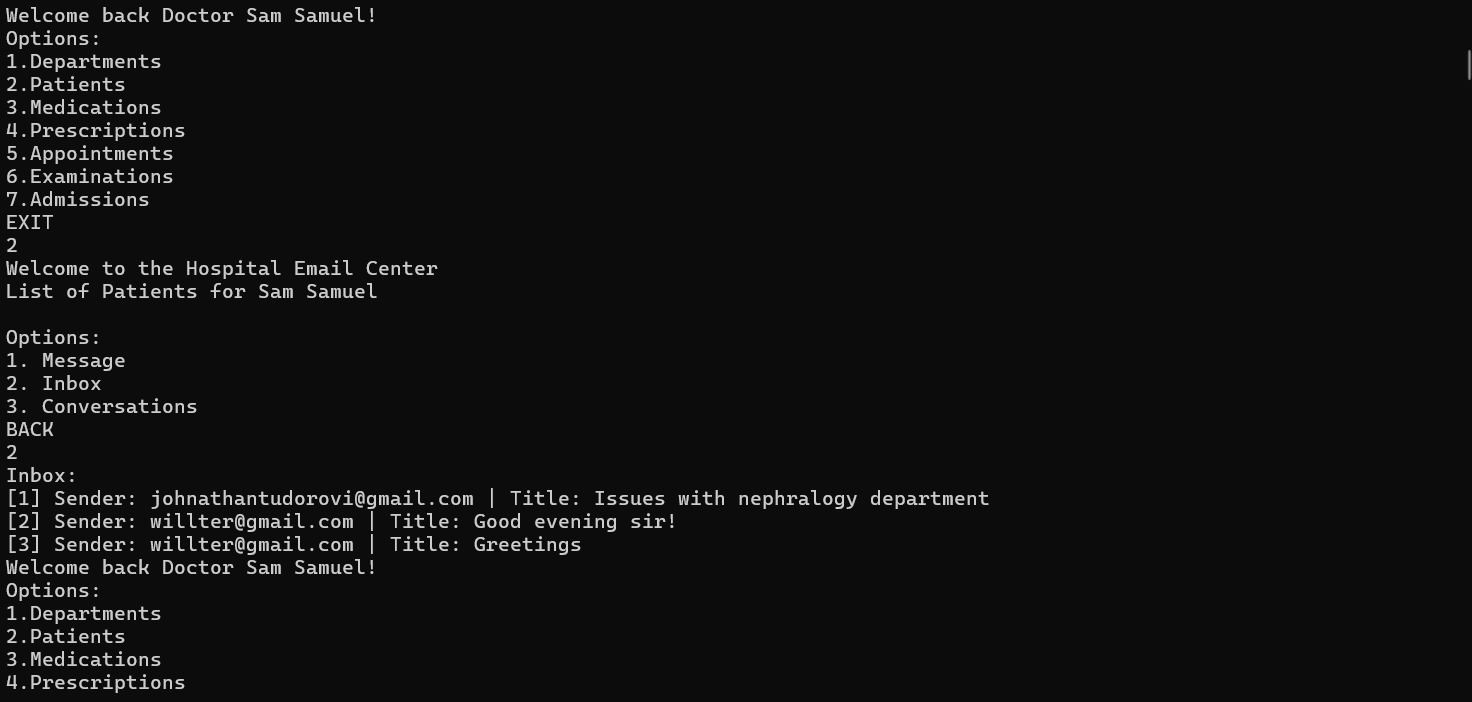 Welcome back Doctor Sam Samuel!
Options:
1.Departments
2.Patients
3.Medications
4.Prescriptions
5.Appointments
6.Examinations
7.Admissions
EXIT
2
Welcome to the Hospital Email Center
List of Patients for Sam Samuel

Options:
1. Message
2. Inbox
3. Conversations
BACK
2
Inbox:
[1] Sender: johnathantudorovi@gmail.com | Title: Issues with nephralogy department
[2] Sender: willter@gmail.com | Title: Good evening sir!
[3] Sender: willter@gmail.com | Title: Greetings
Welcome back Doctor Sam Samuel!
Options:
1.Departments
2.Patients
3.Medications
4.Prescriptions